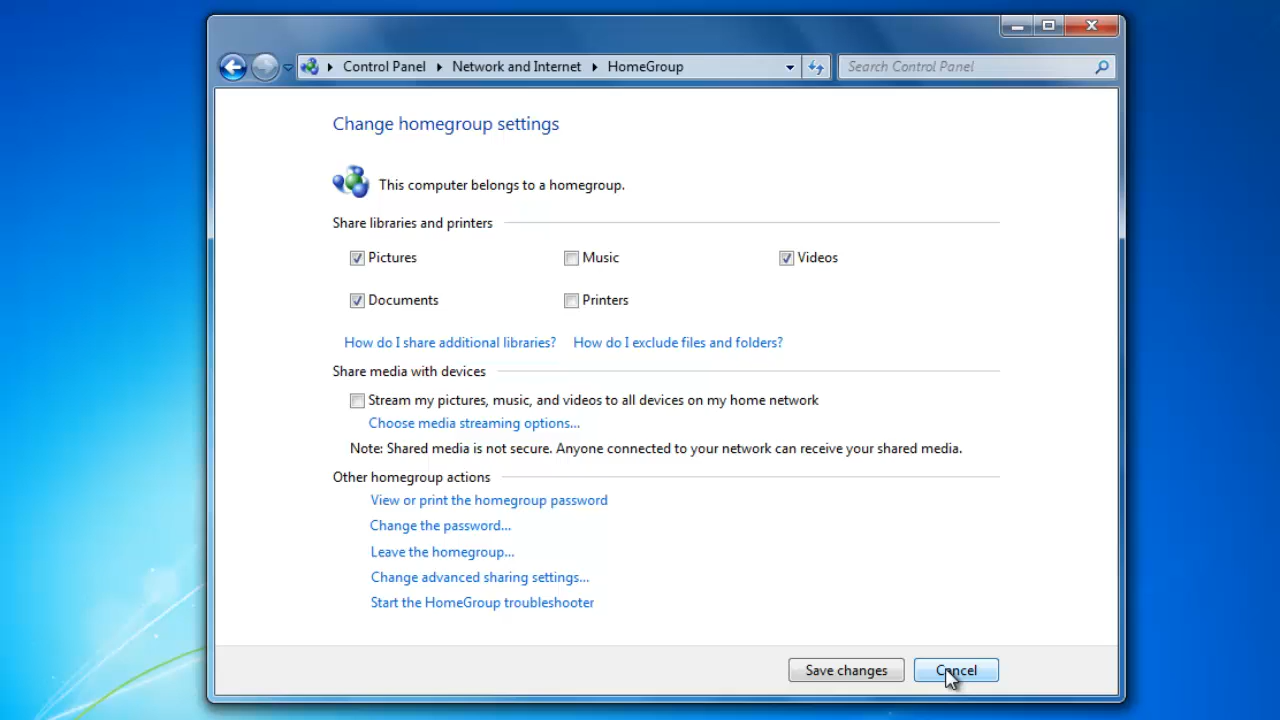 Control Panel Network and Internet HomeGroup Search Control Panel
Change homegroup settings
This computer belongs to a homegroup.
Share libraries and printers
Pictures Music Videos
Documents Printers
How do I share additional libraries? How do I exclude files and folders?
Share media with devices
Stream my pictures, music, and videos to all devices on my home network
Choose media streaming options...
Note: Shared media is not secure. Anyone connected to your network can receive your shared media.
Other homegroup actions
View or print the homegroup password
Change the password...
Leave the homegroup...
Change advanced sharing settings...
Start the HomeGroup troubleshooter
Save changes Cancel